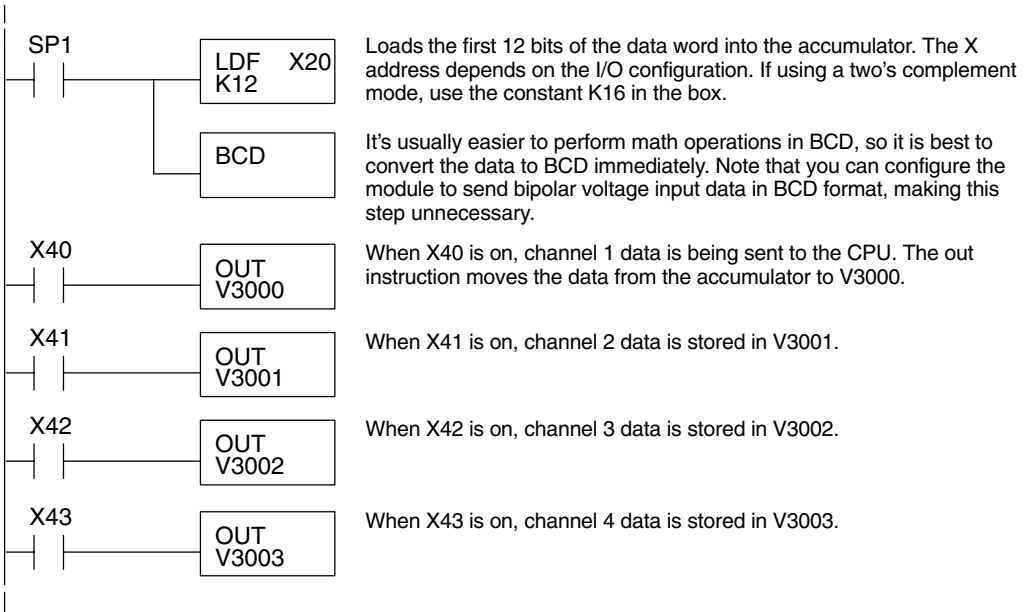 SP1
LDF X20
K12
Loads the first 12 bits of the data word into the accumulator. The X
address depends on the I/O configuration. If using a two's complement
mode, use the constant K16 in the box.
BCD
It's usually easier to perform math operations in BCD, so it is best to
convert the data to BCD immediately. Note that you can configure the
module to send bipolar voltage input data in BCD format, making this
step unnecessary.
X40
OUT
V3000
When X40 is on, channel 1 data is being sent to the CPU. The out
instruction moves the data from the accumulator to V3000.
X41
OUT
V3001
When X41 is on, channel 2 data is stored in V3001.
X42
OUT
V3002
When X42 is on, channel 3 data is stored in V3002.
X43
OUT
V3003
When X43 is on, channel 4 data is stored in V3003.